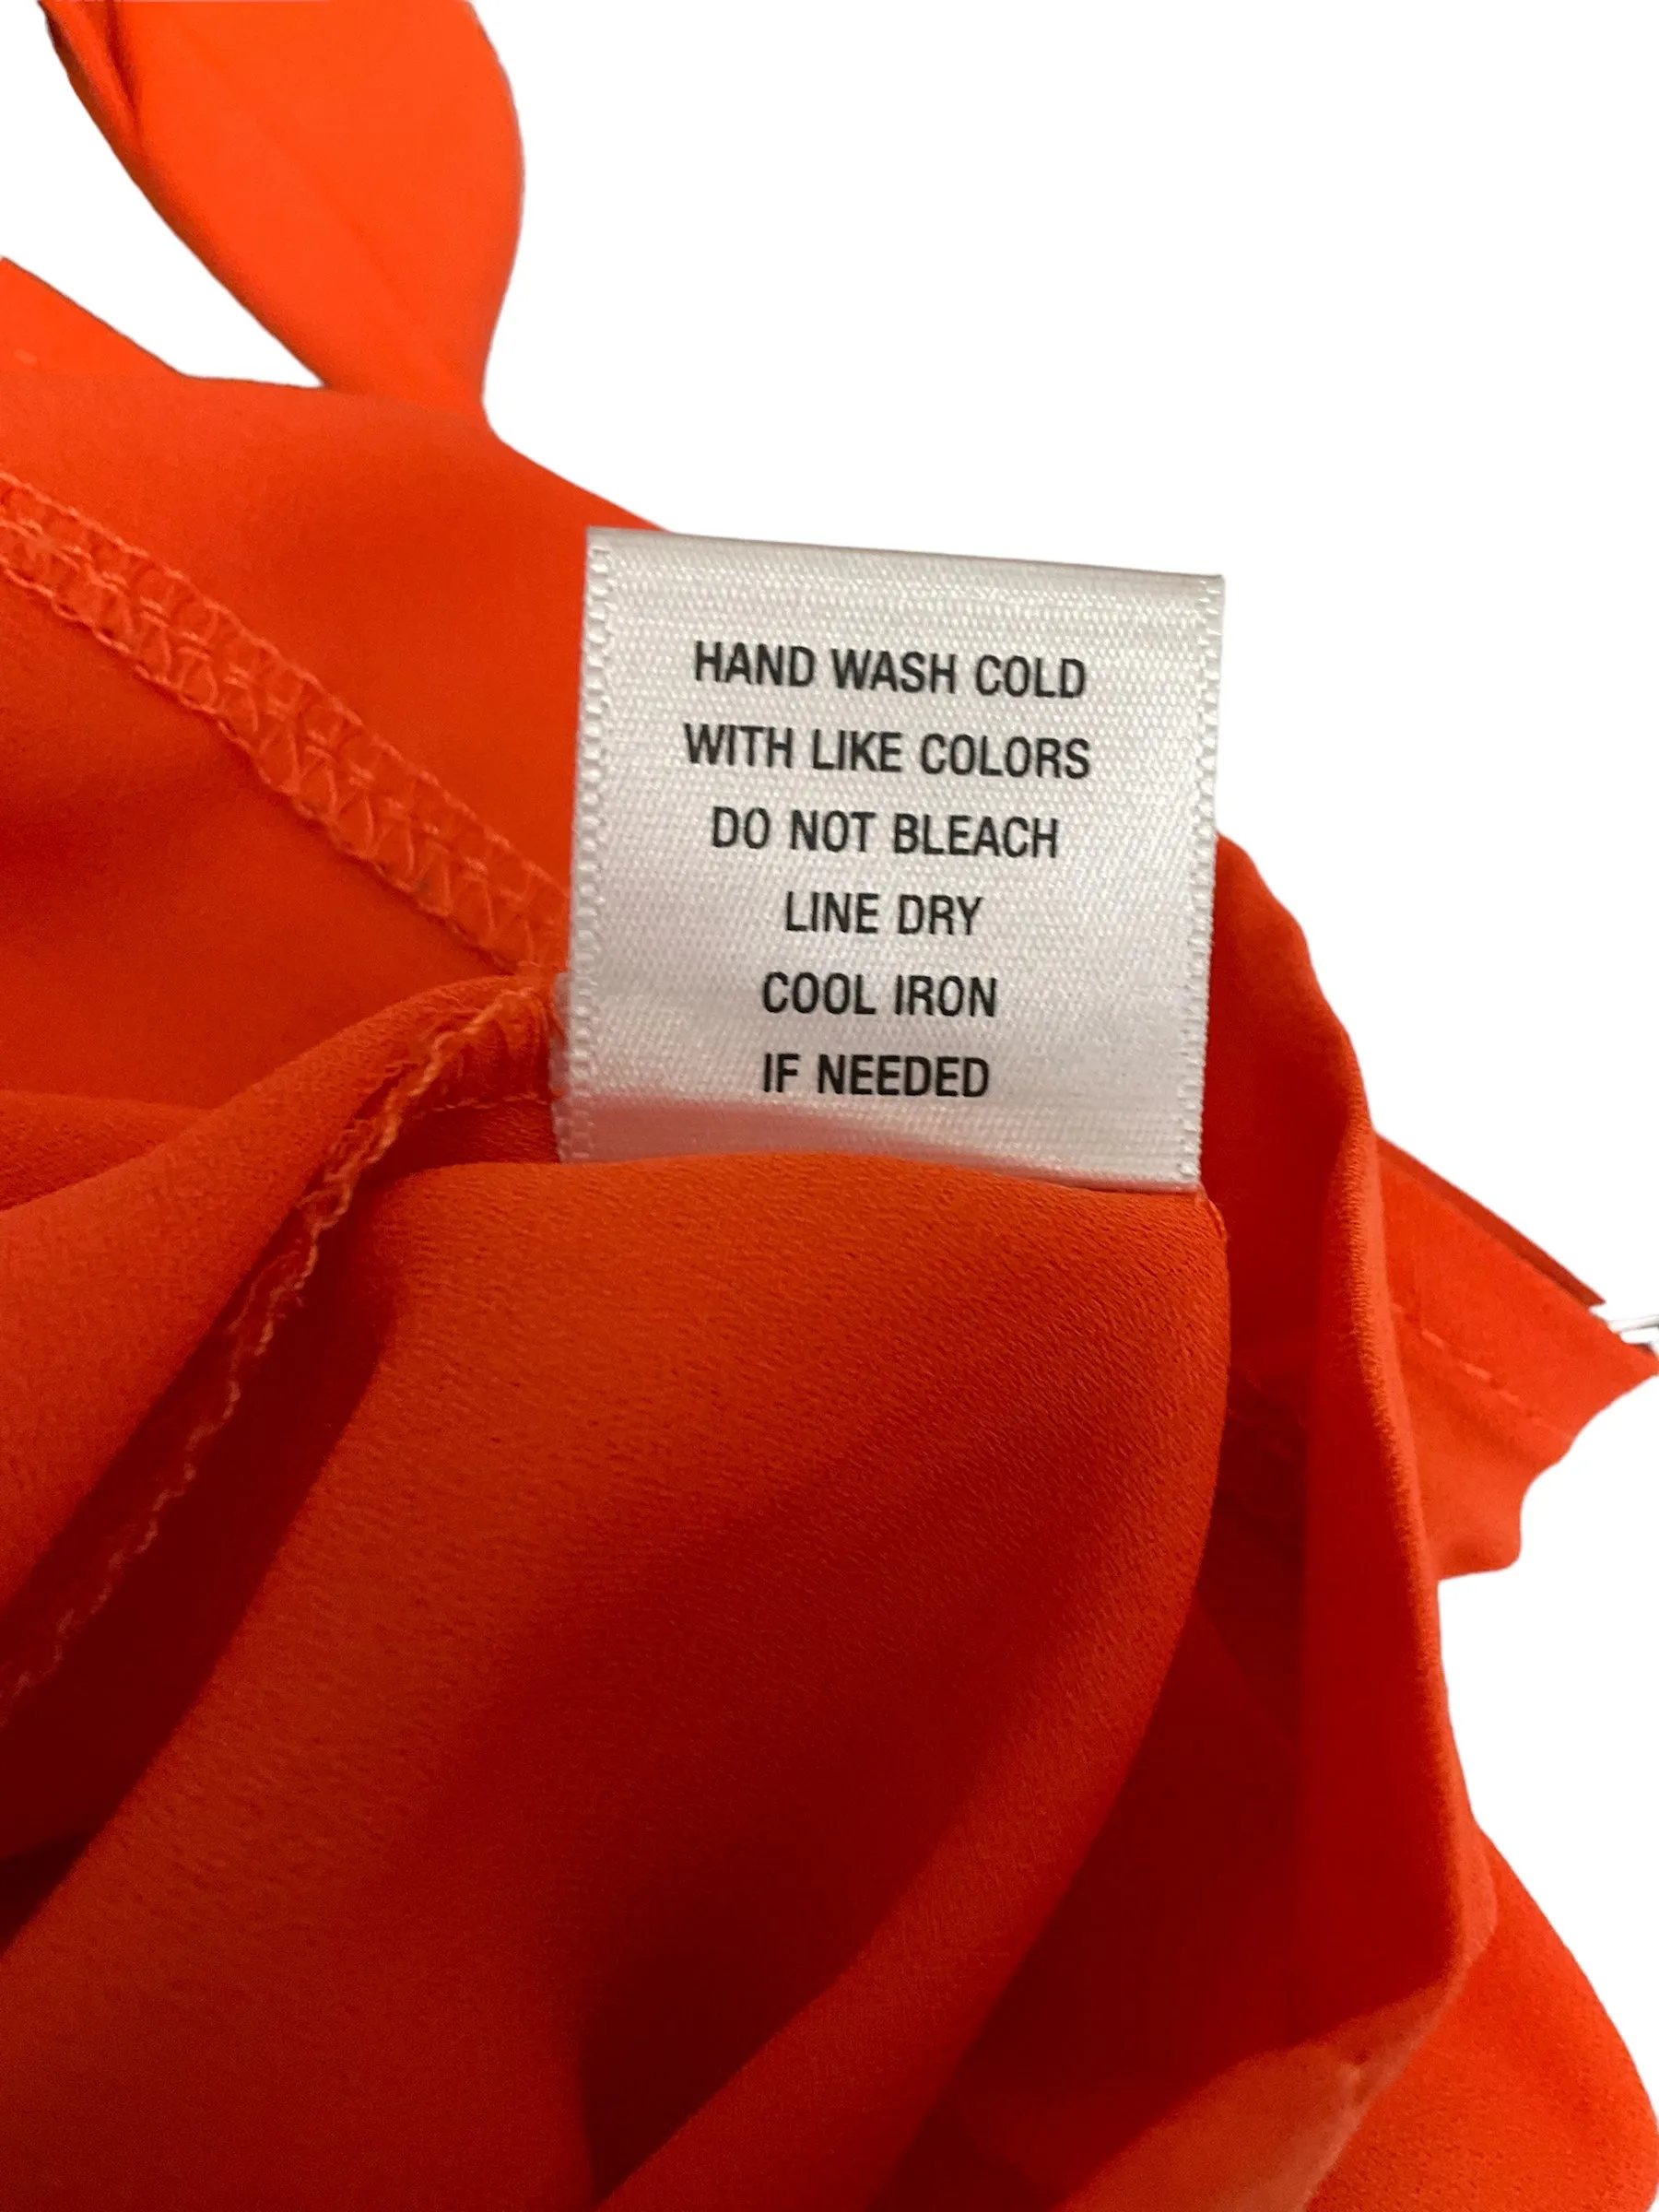 HAND WASH COLD
WITH LIKE COLORS
DO NOT BLEACH
LINE DRY
COOL IRON
IF NEEDED